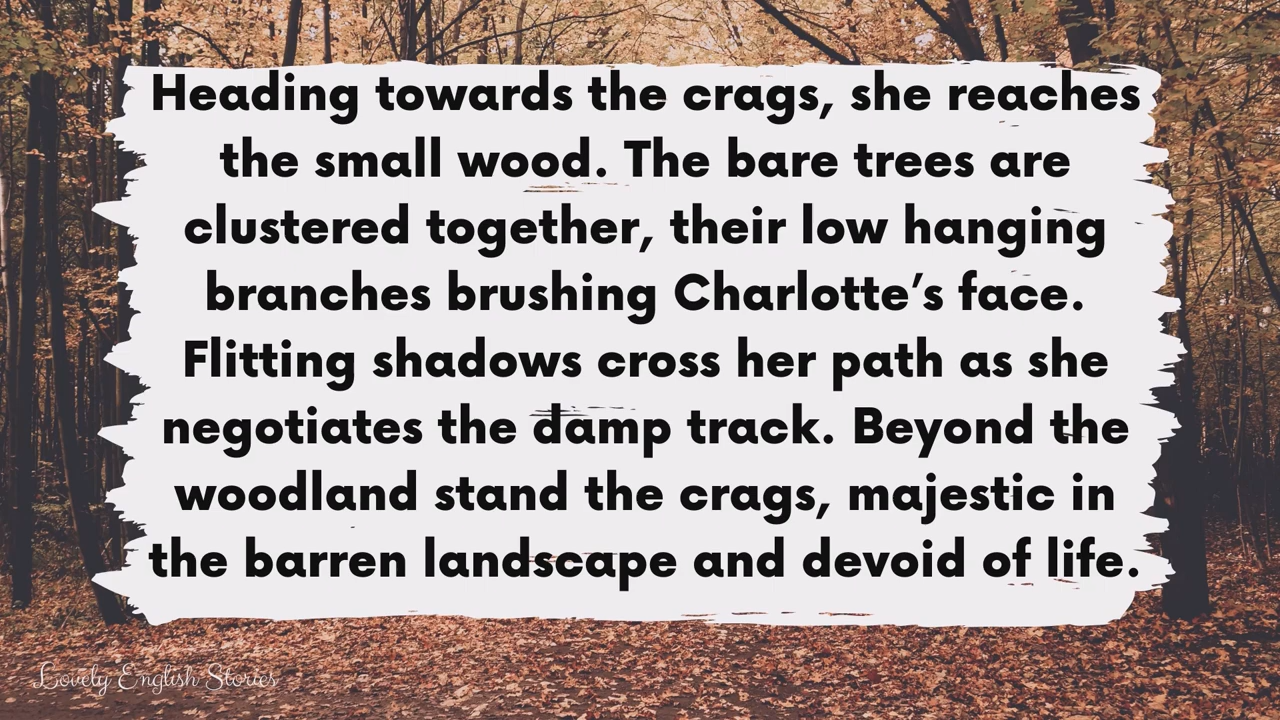 Heading towards the crags, she reaches
the small wood. The bare trees are
clustered together, their low hanging
branches brushing Charlotte’s face.
Flitting shadows cross her path as she
negotiates the damp track. Beyond the
woodland stand the crags, majestic in
the barren landscape and devoid of life.
Lovely English Stories